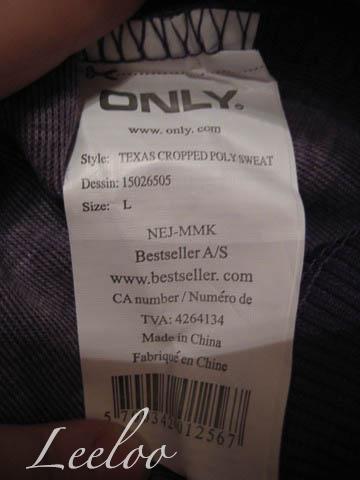 ONLY.
www. only. com
Style: TEXAS CROPPED POLY SWEAT
Dessin: 15026505
Size: L
NEJ-MMK
Bestseller A/S
www.bestseller. com
CA number / Numéro de
TVA: 4264134
Made in China
Fabriqué en Chine
Leeloo